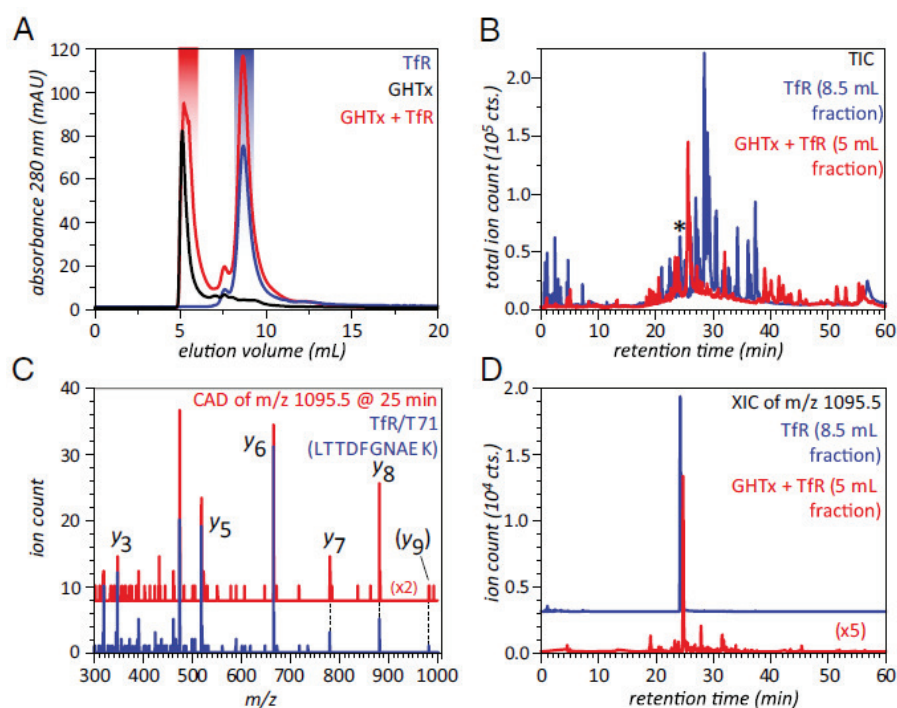 A
120
100
80
60
40
20
0
absorbance 280 nm (mAU)
TfR
GHTx
GHTx + TfR
0 5 10 15 20
elution volume (mL)
B
2.0
1.5
1.0
0.5
0.0
total ion count (10⁵ cts.)
TIC
TfR (8.5 mL
fraction)
GHTx + TfR (5 mL
fraction)
*
0 10 20 30 40 50 60
retention time (min)
C
40
30
20
10
0
ion count
CAD of m/z 1095.5 @ 25 min
TfR/T71
(LTTDFGNAEK)
y₃
y₅
y₆
y₇
y₈
(y₉)
(x2)
300 400 500 600 700 800 900 1000
m/z
D
2.0
1.5
1.0
0.5
0.0
ion count (10⁴ cts.)
XIC of m/z 1095.5
TfR (8.5 mL
fraction)
GHTx + TfR (5 mL
fraction)
(x5)
0 10 20 30 40 50 60
retention time (min)